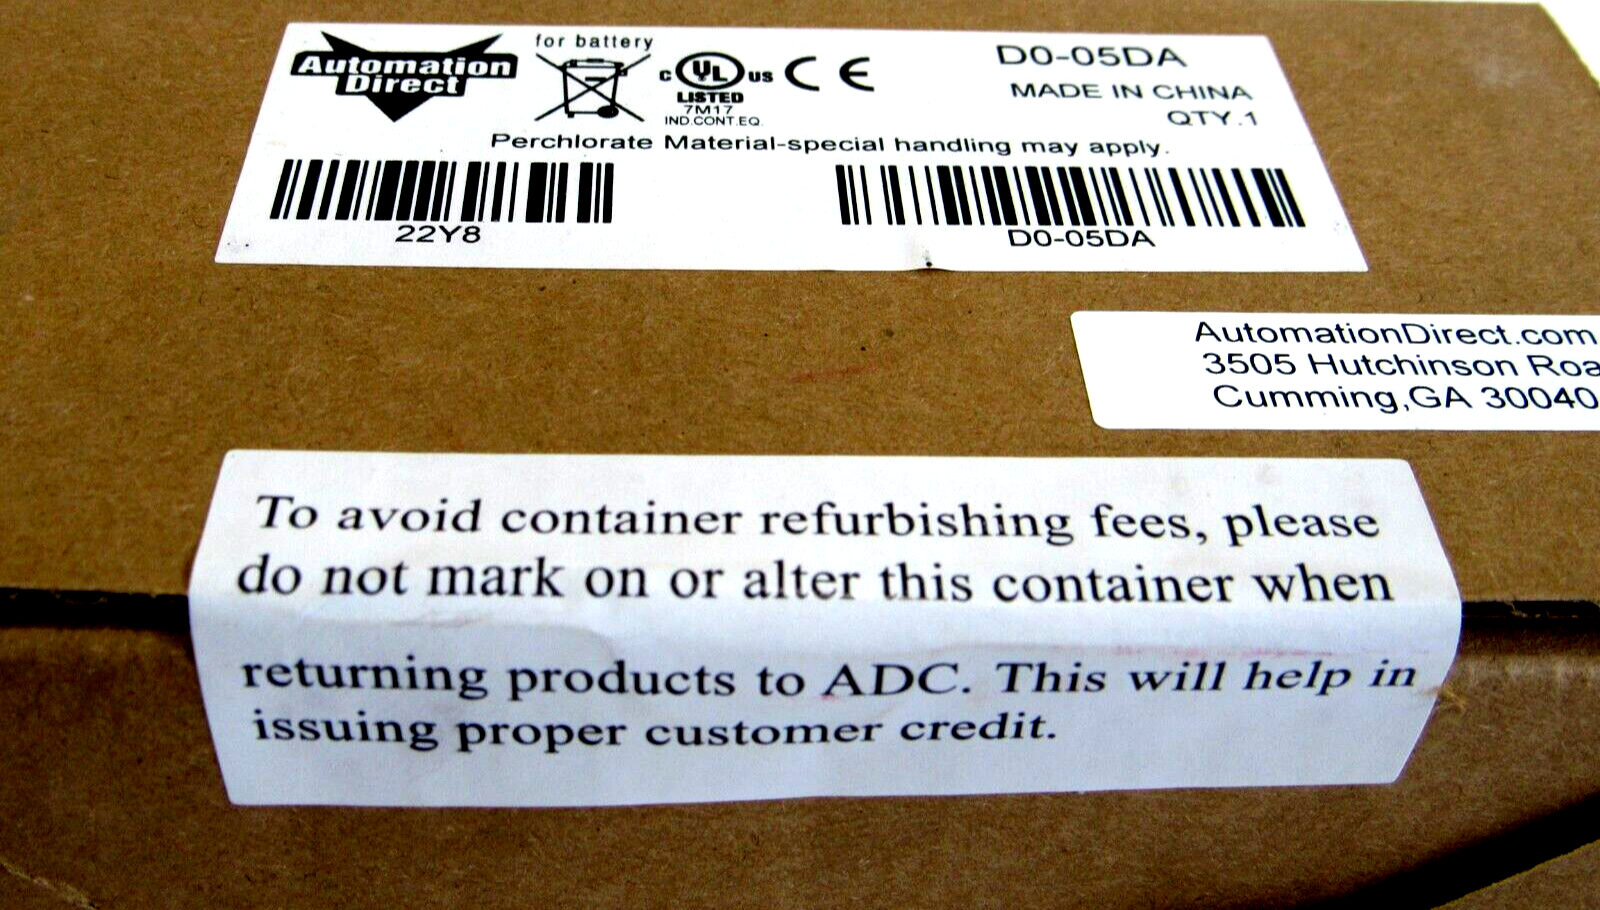 Automation
Direct
for battery
C UL US
LISTED
7M17
IND.CONT.EQ.
CE
D0-05DA
MADE IN CHINA
QTY.1
Perchlorate Material-special handling may apply.
22Y8
D0-05DA
AutomationDirect.com
3505 Hutchinson Roa
Cumming,GA 30040
To avoid container refurbishing fees, please
do not mark on or alter this container when
returning products to ADC. This will help in
issuing proper customer credit.